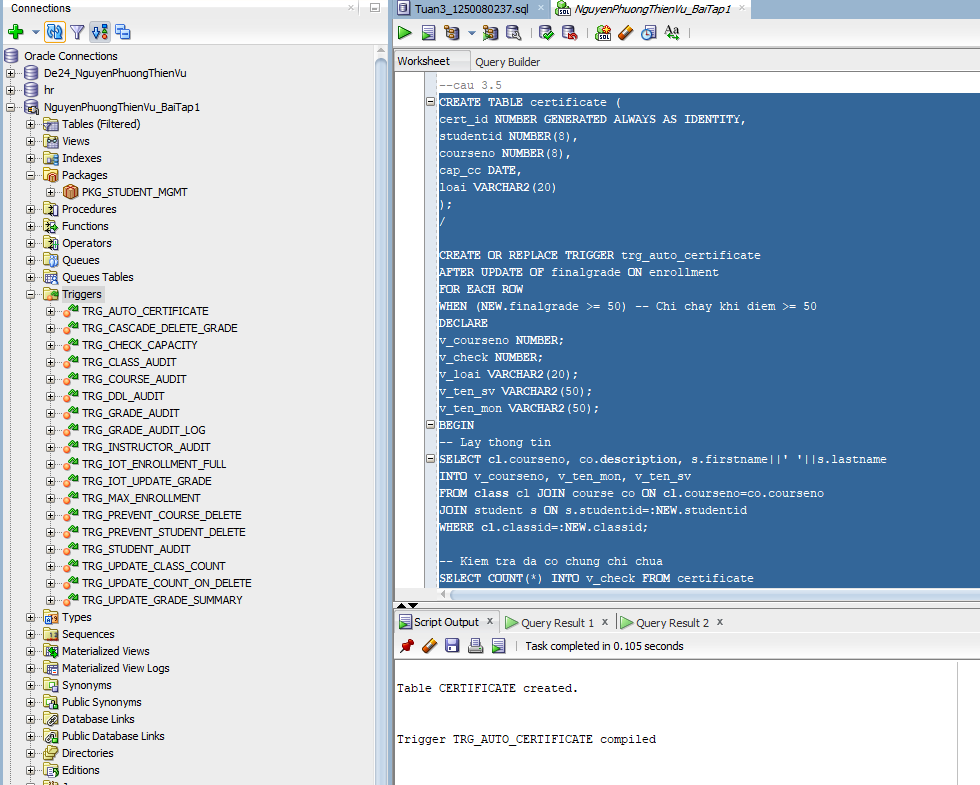 Connections
Oracle Connections
De24_NguyenPhuongThienVu
hr
NguyenPhuongThienVu_BaiTap1
Tables (Filtered)
Views
Indexes
Packages
PKG_STUDENT_MGMT
Procedures
Functions
Operators
Queues
Queues Tables
Triggers
TRG_AUTO_CERTIFICATE
TRG_CASCADE_DELETE_GRADE
TRG_CHECK_CAPACITY
TRG_CLASS_AUDIT
TRG_COURSE_AUDIT
TRG_DDL_AUDIT
TRG_GRADE_AUDIT
TRG_GRADE_AUDIT_LOG
TRG_INSTRUCTOR_AUDIT
TRG_IOT_ENROLLMENT_FULL
TRG_IOT_UPDATE_GRADE
TRG_MAX_ENROLLMENT
TRG_PREVENT_COURSE_DELETE
TRG_PREVENT_STUDENT_DELETE
TRG_STUDENT_AUDIT
TRG_UPDATE_CLASS_COUNT
TRG_UPDATE_COUNT_ON_DELETE
TRG_UPDATE_GRADE_SUMMARY
Types
Sequences
Materialized Views
Materialized View Logs
Synonyms
Public Synonyms
Database Links
Public Database Links
Directories
Editions
Tuan3_1250080237.sql NguyenPhuongThienVu_BaiTap1
Worksheet Query Builder
--cau 3.5
CREATE TABLE certificate (
cert_id NUMBER GENERATED ALWAYS AS IDENTITY,
studentid NUMBER(8),
courseno NUMBER(8),
cap_cc DATE,
loai VARCHAR2(20)
);
/
CREATE OR REPLACE TRIGGER trg_auto_certificate
AFTER UPDATE OF finalgrade ON enrollment
FOR EACH ROW
WHEN (NEW.finalgrade >= 50) -- Chi chay khi diem >= 50
DECLARE
v_courseno NUMBER;
v_check NUMBER;
v_loai VARCHAR2(20);
v_ten_sv VARCHAR2(50);
v_ten_mon VARCHAR2(50);
BEGIN
-- Lay thong tin
SELECT cl.courseno, co.description, s.firstname||' '||s.lastname
INTO v_courseno, v_ten_mon, v_ten_sv
FROM class cl JOIN course co ON cl.courseno=co.courseno
JOIN student s ON s.studentid=:NEW.studentid
WHERE cl.classid=:NEW.classid;
-- Kiem tra da co chung chi chua
SELECT COUNT(*) INTO v_check FROM certificate
Script Output Query Result 1 Query Result 2
Task completed in 0.105 seconds
Table CERTIFICATE created.
Trigger TRG_AUTO_CERTIFICATE compiled